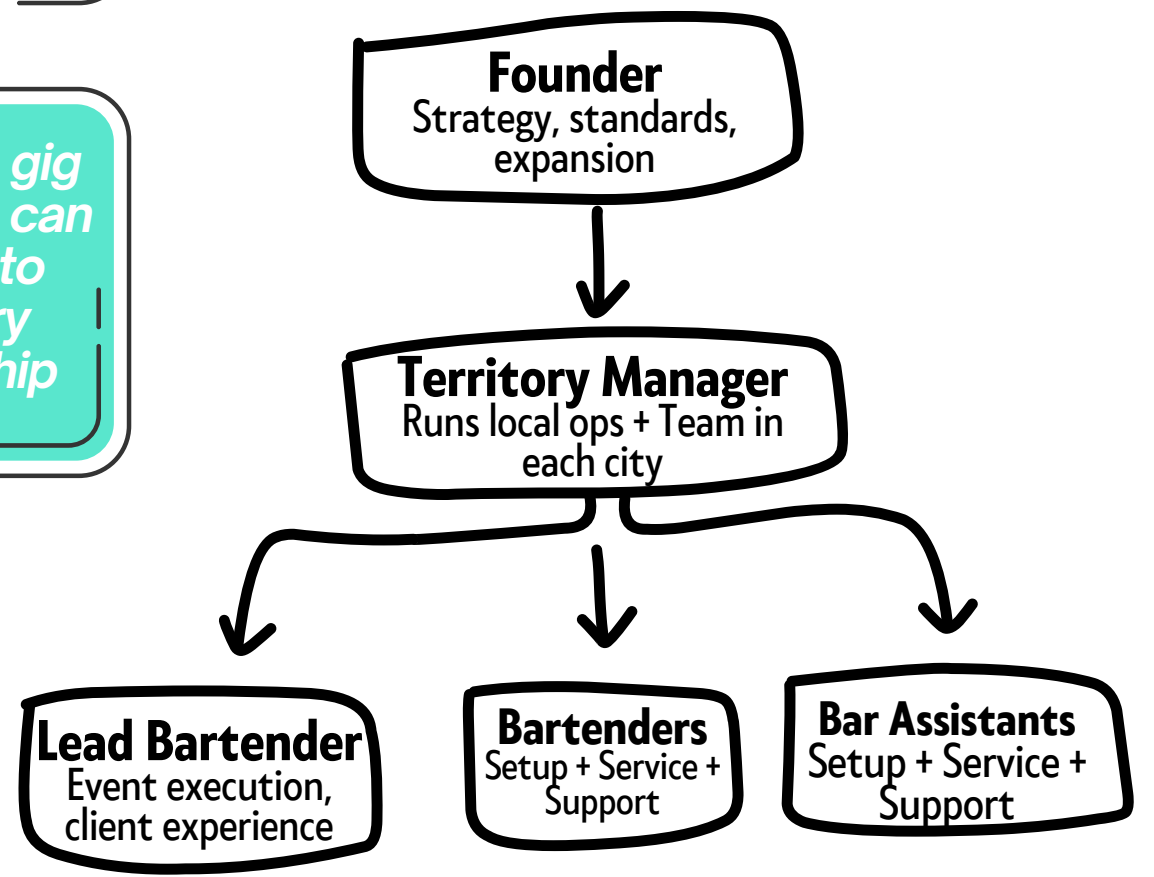 Founder
Strategy, standards,
expansion
gig
can
to
ry
hip
Territory Manager
Runs local ops + Team in
each city
Lead Bartender
Event execution,
client experience
Bartenders
Setup + Service +
Support
Bar Assistants
Setup + Service +
Support